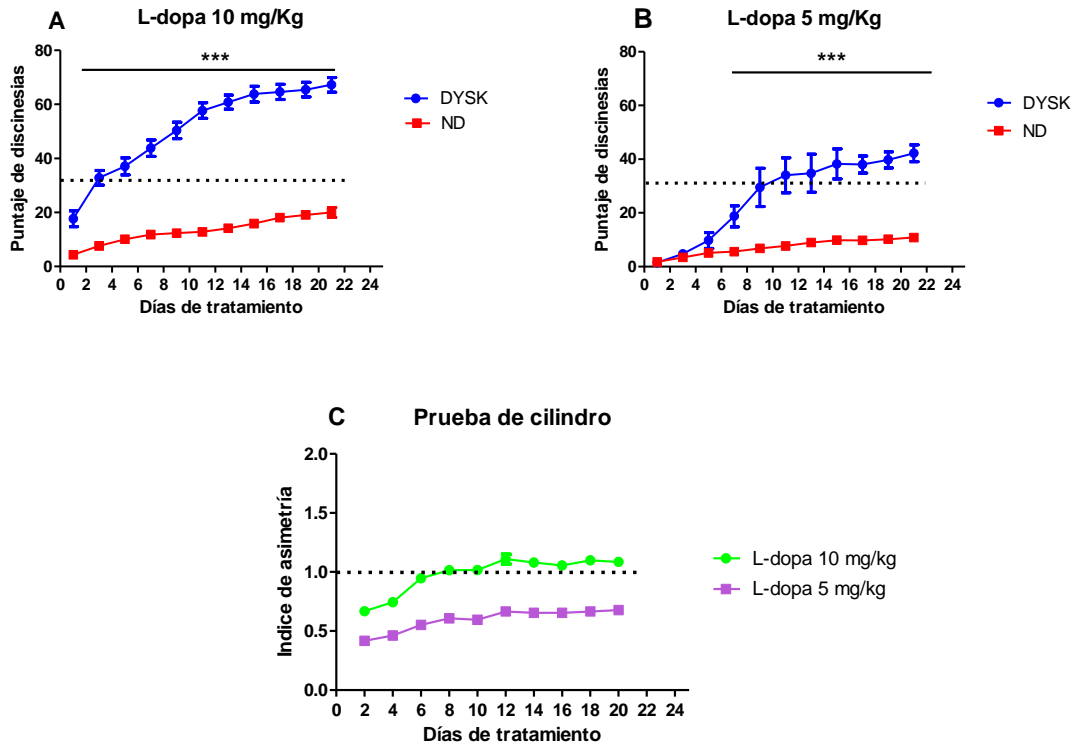 A
L-dopa 10 mg/Kg
***
80
60
40
20
0
Puntaje de discinesias
0 2 4 6 8 10 12 14 16 18 20 22 24
Días de tratamiento
DYSK
ND
B
L-dopa 5 mg/Kg
***
80
60
40
20
0
Puntaje de discinesias
0 2 4 6 8 10 12 14 16 18 20 22 24
Días de tratamiento
DYSK
ND
C
Prueba de cilindro
2.0
1.5
1.0
0.5
0.0
Indice de asimetría
0 2 4 6 8 10 12 14 16 18 20 22 24
Días de tratamiento
L-dopa 10 mg/kg
L-dopa 5 mg/kg